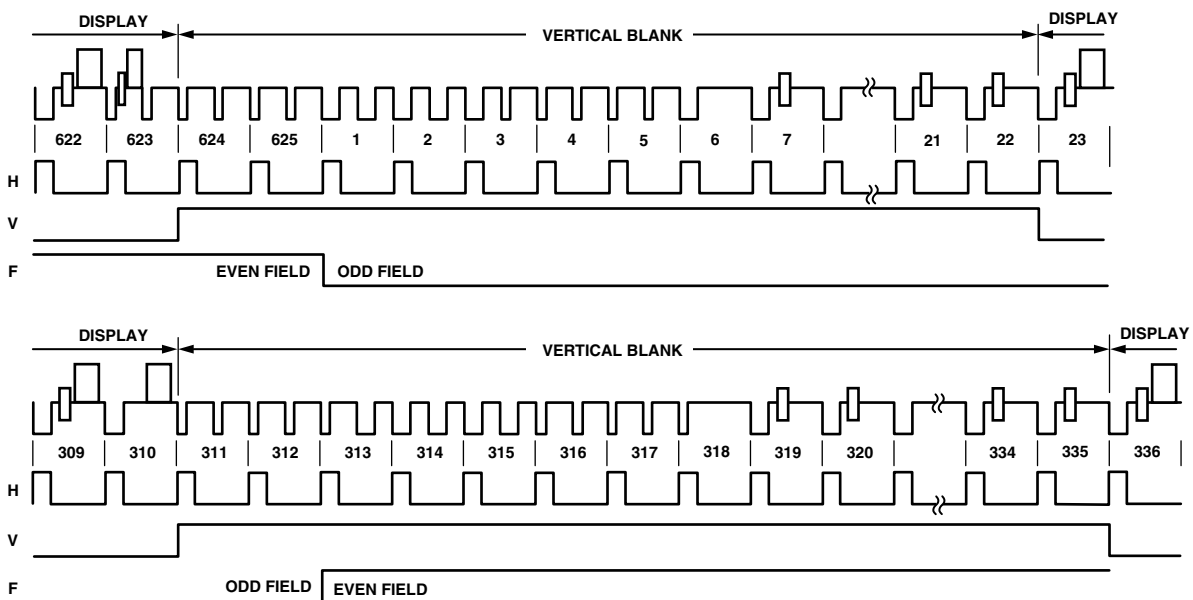 DISPLAY VERTICAL BLANK DISPLAY
622 623 624 625 1 2 3 4 5 6 7 21 22 23
H
V
F EVEN FIELD ODD FIELD
DISPLAY VERTICAL BLANK DISPLAY
309 310 311 312 313 314 315 316 317 318 319 320 334 335 336
H
V
F ODD FIELD EVEN FIELD